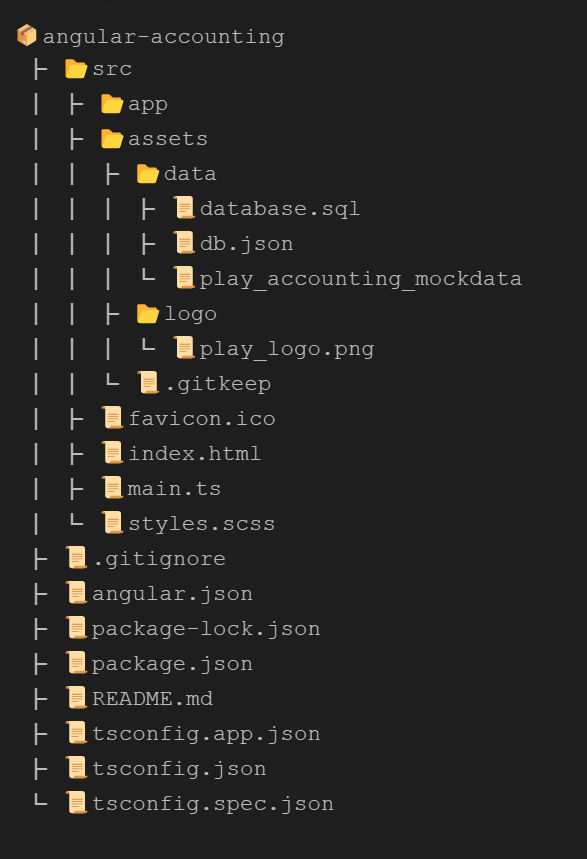 📦angular-accounting
 ┣ 📂src
 ┃ ┣ 📂app
 ┃ ┣ 📂assets
 ┃ ┃ ┣ 📂data
 ┃ ┃ ┃ ┣ 📜database.sql
 ┃ ┃ ┃ ┣ 📜db.json
 ┃ ┃ ┃ ┗ 📜play_accounting_mockdata
 ┃ ┃ ┣ 📂logo
 ┃ ┃ ┃ ┗ 📜play_logo.png
 ┃ ┃ ┗ 📜.gitkeep
 ┃ ┣ 📜favicon.ico
 ┃ ┣ 📜index.html
 ┃ ┣ 📜main.ts
 ┃ ┗ 📜styles.scss
 ┣ 📜.gitignore
 ┣ 📜angular.json
 ┣ 📜package-lock.json
 ┣ 📜package.json
 ┣ 📜README.md
 ┣ 📜tsconfig.app.json
 ┣ 📜tsconfig.json
 ┗ 📜tsconfig.spec.json